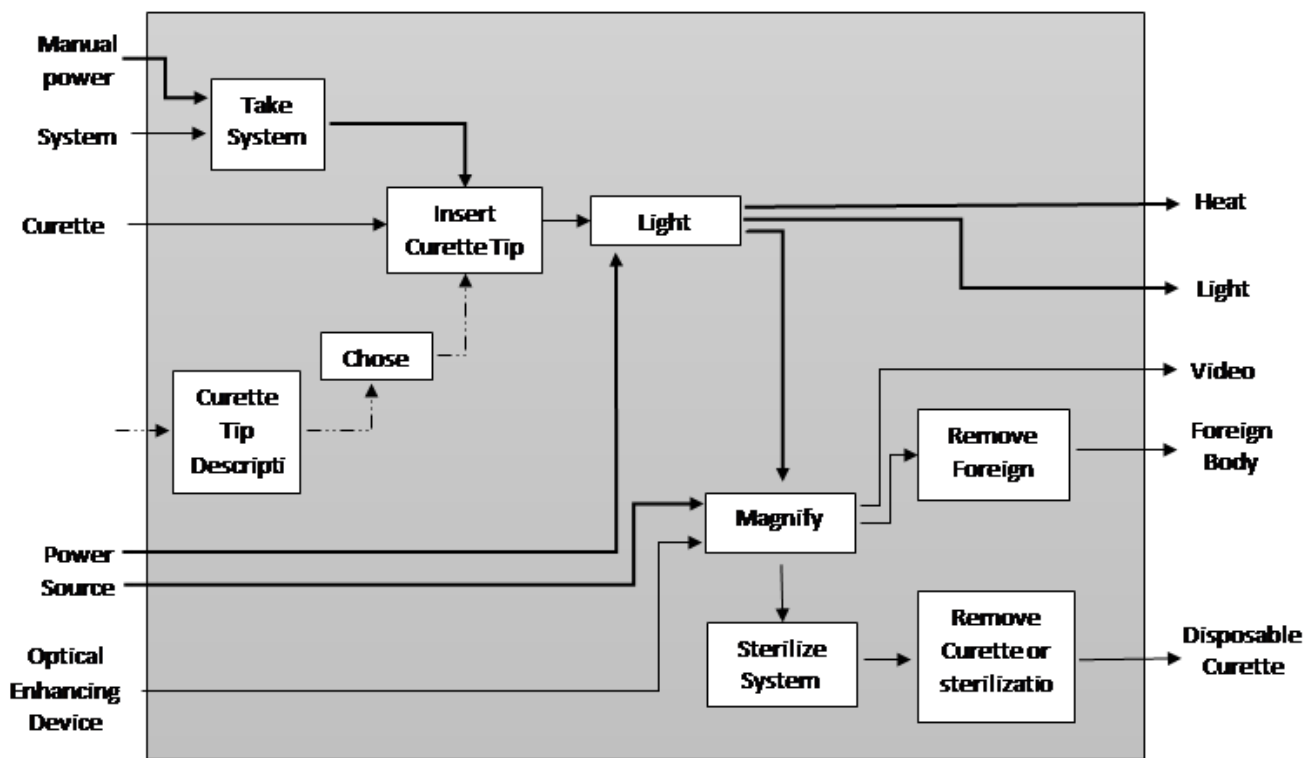 Manual
power
System
Curette
Power
Source
Optical
Enhancing
Device
Take
System
Insert
Curette Tip
Light
Chose
Curette
Tip
Descripti
Magnify
Remove
Foreign
Sterilize
System
Remove
Curette or
sterilizatio
Heat
Light
Video
Foreign
Body
Disposable
Curette